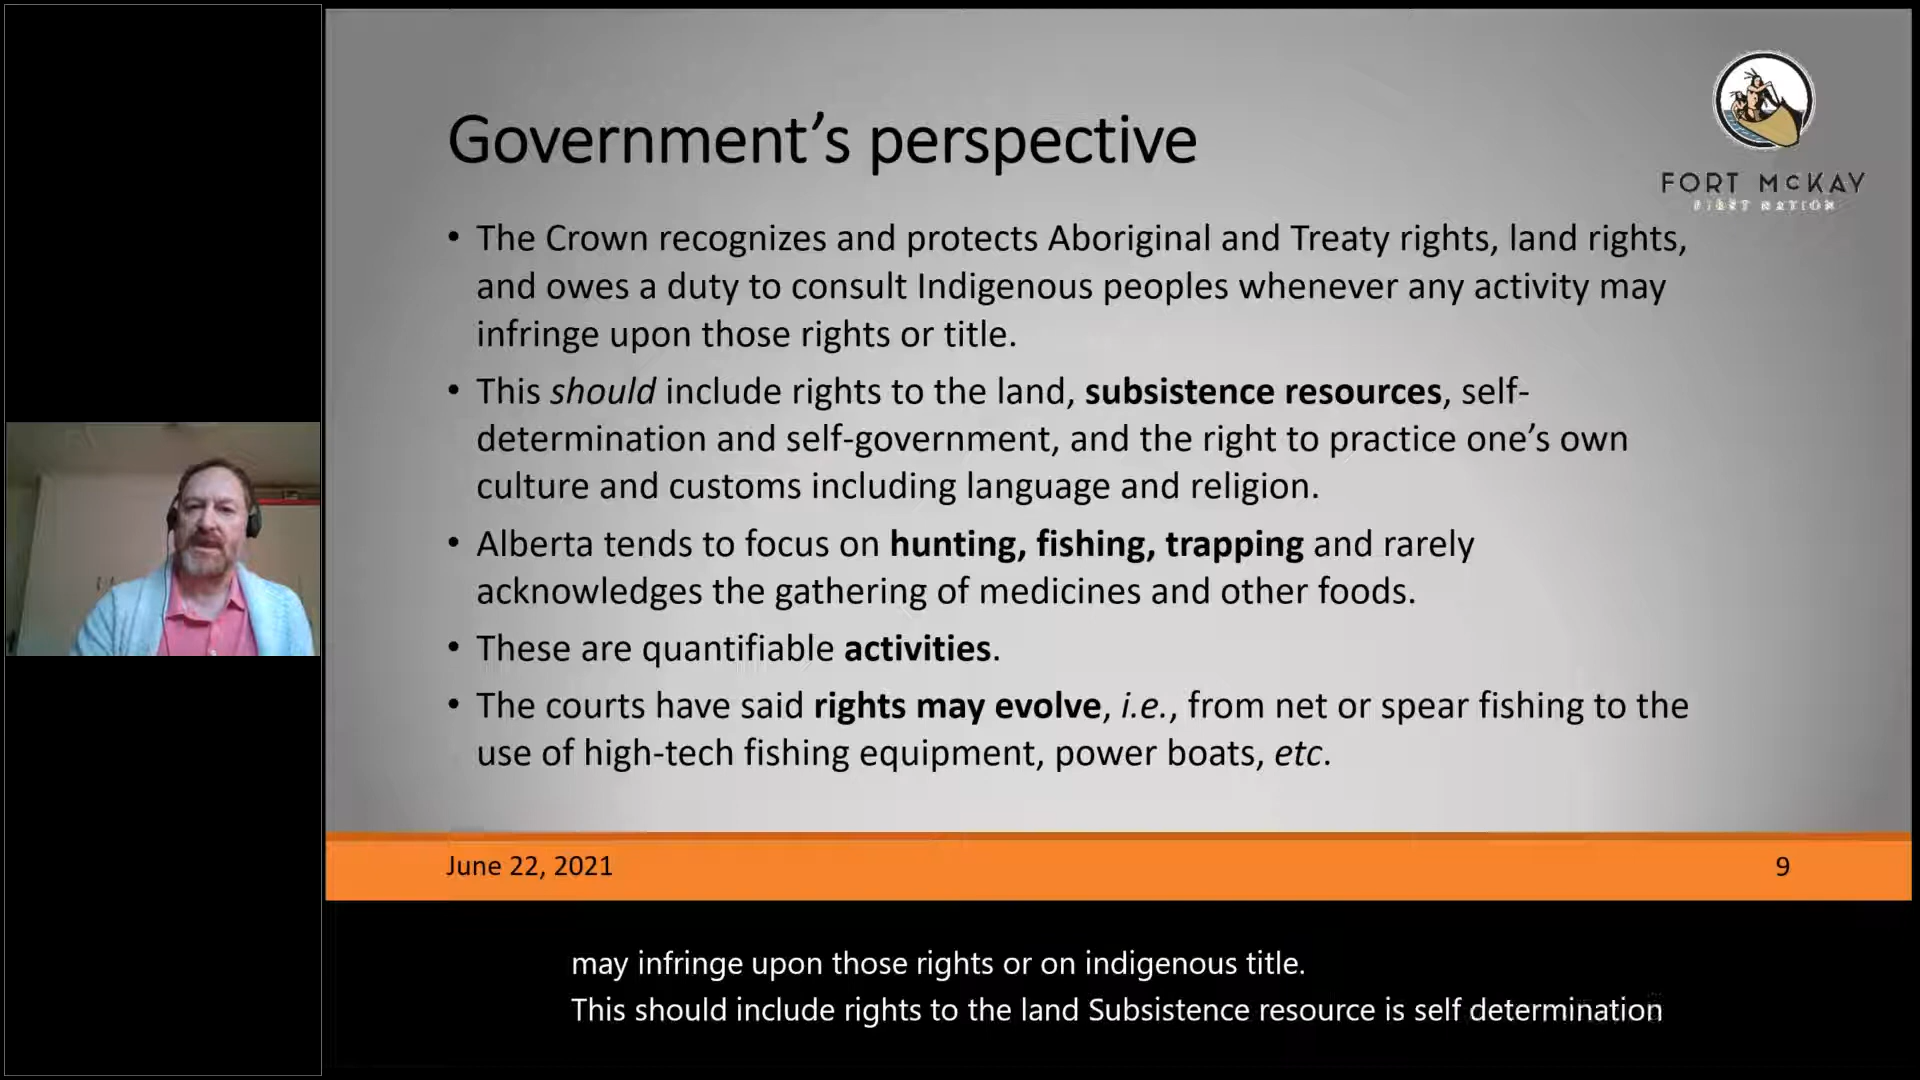 Government's perspective
FORT McKAY
FIRST NATION
• The Crown recognizes and protects Aboriginal and Treaty rights, land rights,
and owes a duty to consult Indigenous peoples whenever any activity may
infringe upon those rights or title.
• This should include rights to the land, subsistence resources, self-
determination and self-government, and the right to practice one's own
culture and customs including language and religion.
• Alberta tends to focus on hunting, fishing, trapping and rarely
acknowledges the gathering of medicines and other foods.
• These are quantifiable activities.
• The courts have said rights may evolve, i.e., from net or spear fishing to the
use of high-tech fishing equipment, power boats, etc.
June 22, 2021
9
may infringe upon those rights or on indigenous title.
This should include rights to the land Subsistence resource is self determination